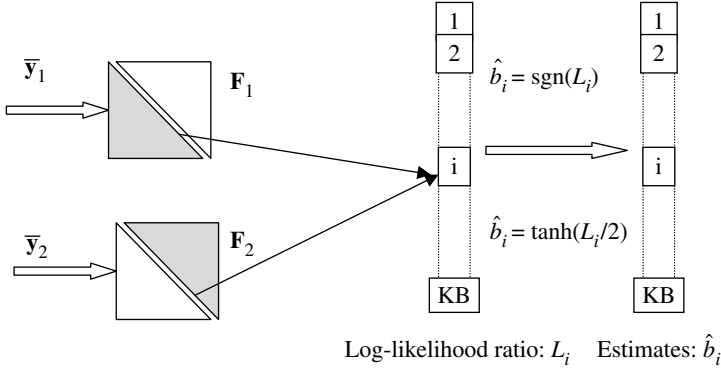 ȳ₁
F₁
ȳ₂
F₂
1
2
i
KB
b̂ᵢ = sgn(Lᵢ)
b̂ᵢ = tanh(Lᵢ/2)
1
2
i
KB
Log-likelihood ratio: Lᵢ
Estimates: b̂ᵢ